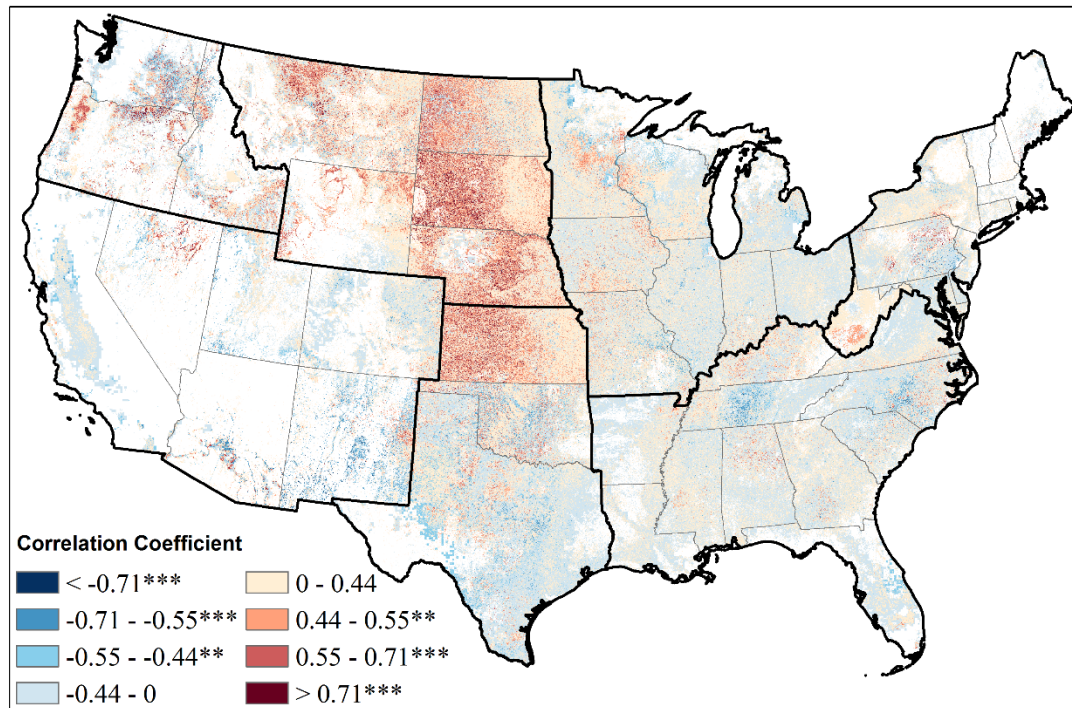 Correlation Coefficient
< -0.71***
0 - 0.44
-0.71 - -0.55***
0.44 - 0.55**
-0.55 - -0.44**
0.55 - 0.71***
-0.44 - 0
> 0.71***